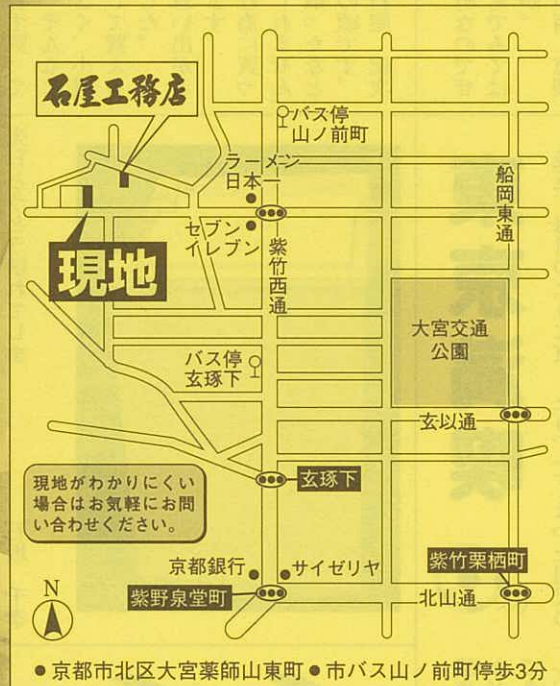 石屋工務店
バス停
山ノ前町
ラーメン
日本一
船岡東通
セブン
イレブン
紫竹西通
現地
大宮交通
公園
バス停
玄琢下
玄以通
現地がわかりにくい
場合はお気軽にお問
い合わせください。
玄琢下
京都銀行
サイゼリヤ
紫竹栗栖町
紫野泉堂町
北山通
N
●京都市北区大宮薬師山東町●市バス山ノ前町停歩3分